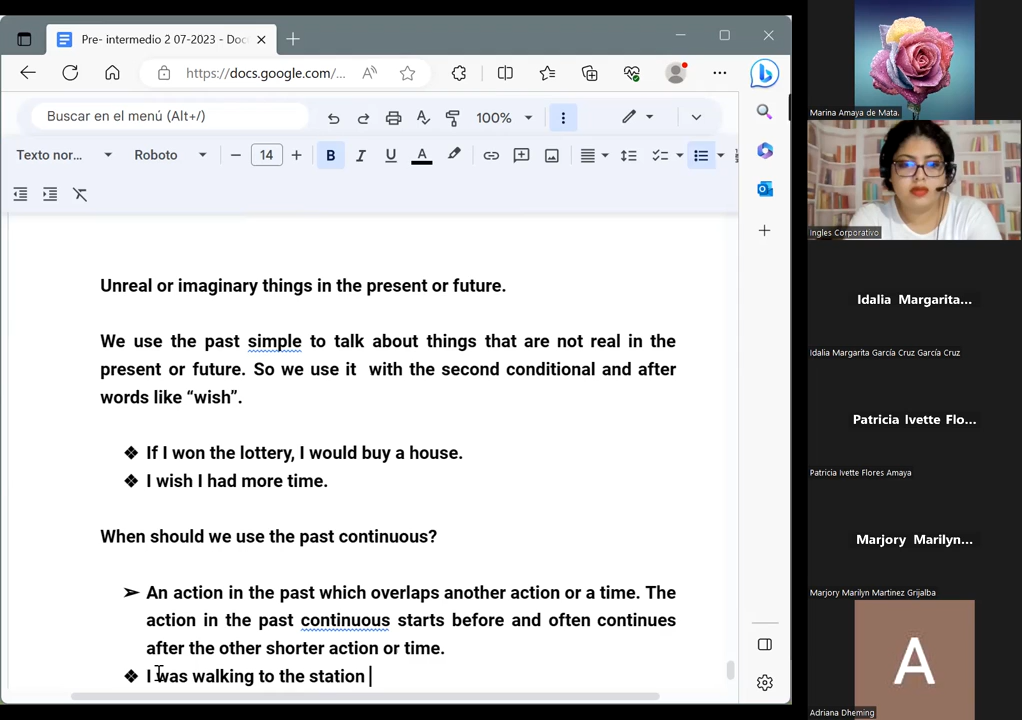 Pre- intermedio 2 07-2023 - Doc
https://docs.google.com/...
Buscar en el menú (Alt+/)
100%
Texto nor...
Roboto
14
B
I
U
A
Unreal or imaginary things in the present or future.
We use the past simple to talk about things that are not real in the
present or future. So we use it with the second conditional and after
words like “wish”.
❖ If I won the lottery, I would buy a house.
❖ I wish I had more time.
When should we use the past continuous?
➢ An action in the past which overlaps another action or a time. The
action in the past continuous starts before and often continues
after the other shorter action or time.
❖ I was walking to the station
Marina Amaya de Mata.
Ingles Corporativo
Idalia Margarita...
Idalia Margarita García Cruz García Cruz
Patricia Ivette Flo...
Patricia Ivette Flores Amaya
Marjory Marilyn...
Marjory Marilyn Martinez Grijalba
A
Adriana Dheming